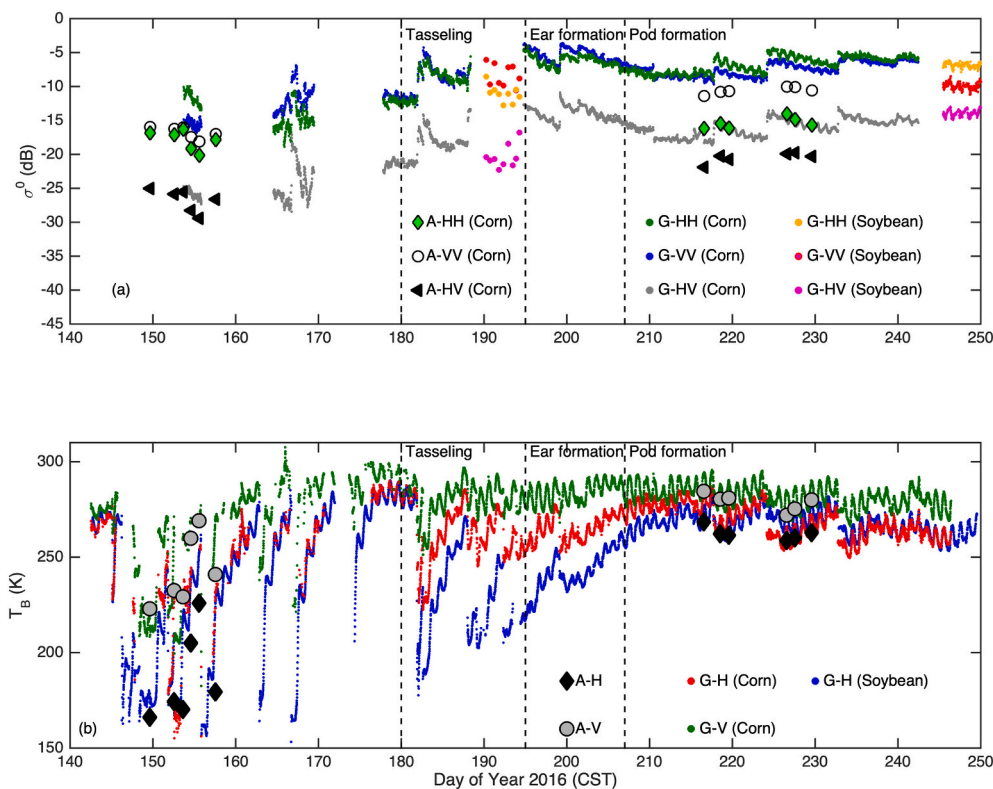 Tasseling Ear formation Pod formation
0
-5
-10
-15
-20
-25
-30
-35
-40
-45
σ⁰ (dB)
A-HH (Corn) G-HH (Corn) G-HH (Soybean)
A-VV (Corn) G-VV (Corn) G-VV (Soybean)
A-HV (Corn) G-HV (Corn) G-HV (Soybean)
(a)
140 150 160 170 180 190 200 210 220 230 240 250
Tasseling Ear formation Pod formation
300
250
200
150
T_B (K)
A-H G-H (Corn) G-H (Soybean)
A-V G-V (Corn)
(b)
140 150 160 170 180 190 200 210 220 230 240 250
Day of Year 2016 (CST)